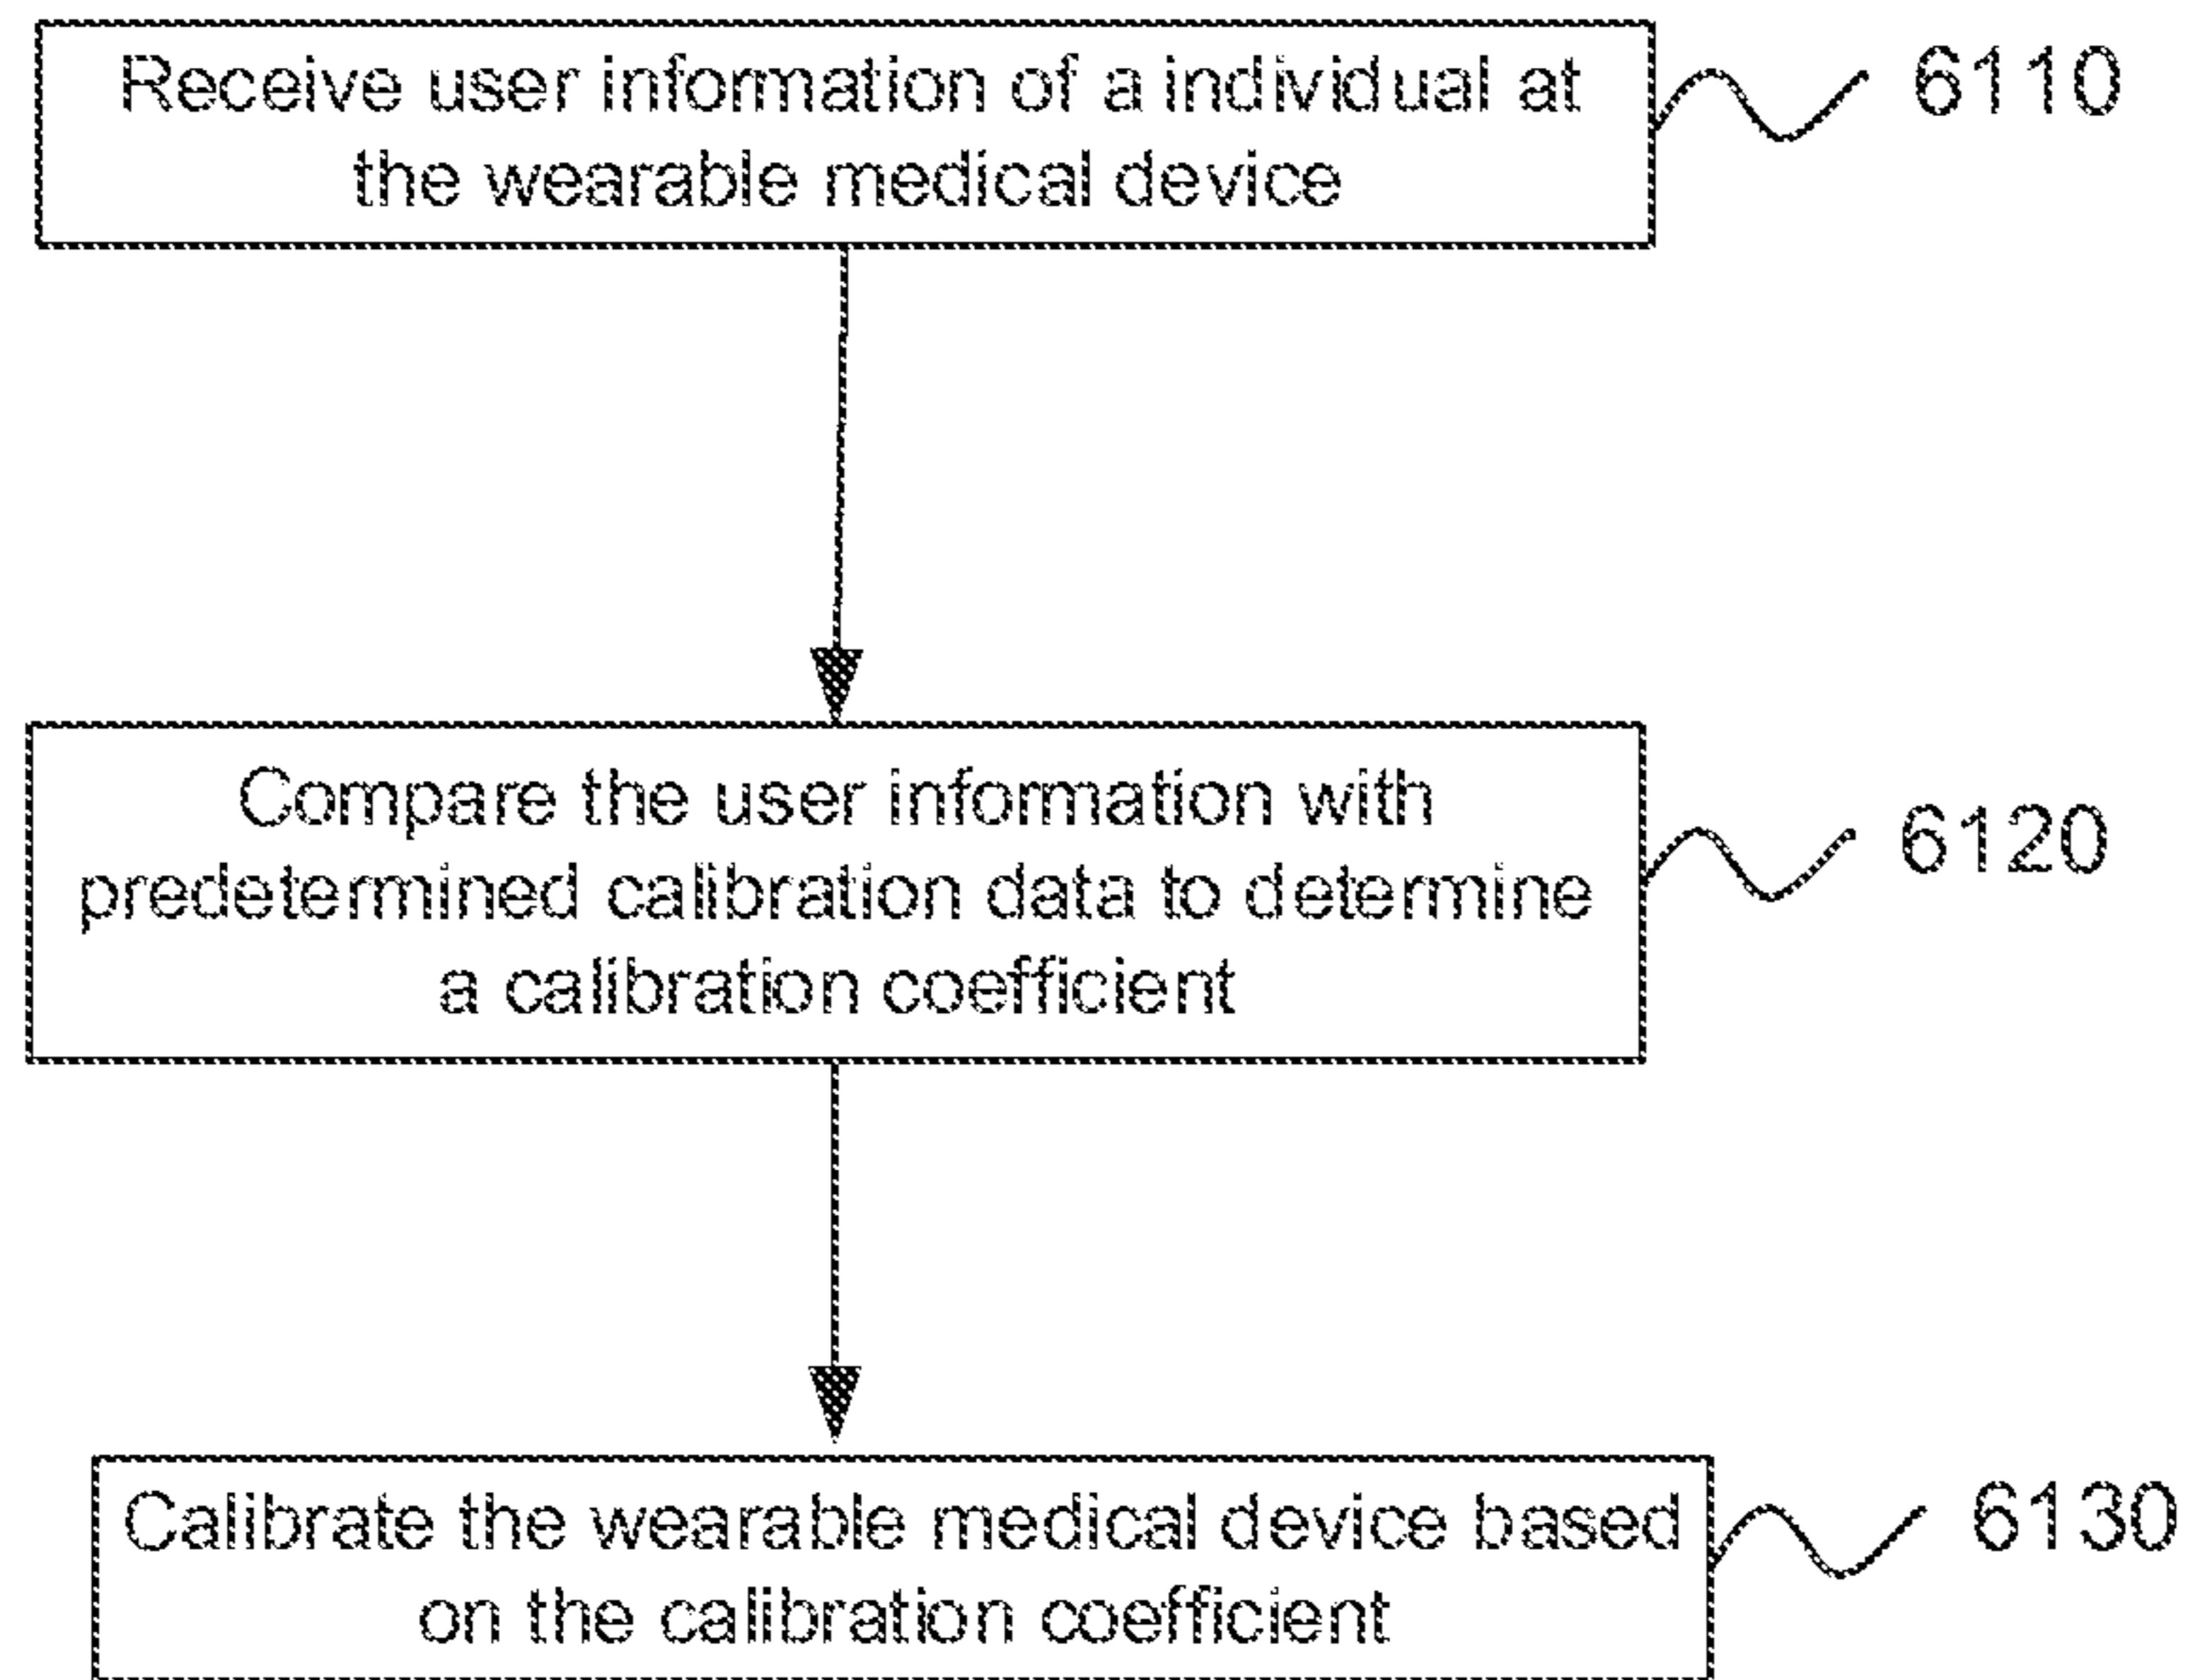 Receive user information of a individual at
the wearable medical device
6110
Compare the user information with
predetermined calibration data to determine
a calibration coefficient
6120
Calibrate the wearable medical device based
on the calibration coefficient
6130